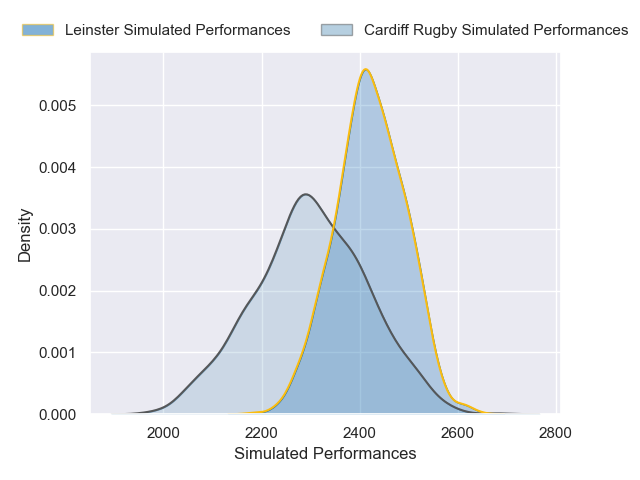 Leinster Simulated Performances Cardiff Rugby Simulated Performances
0.005
0.004
0.003
0.002
0.001
0.000
Density
2000 2200 2400 2600 2800
Simulated Performances